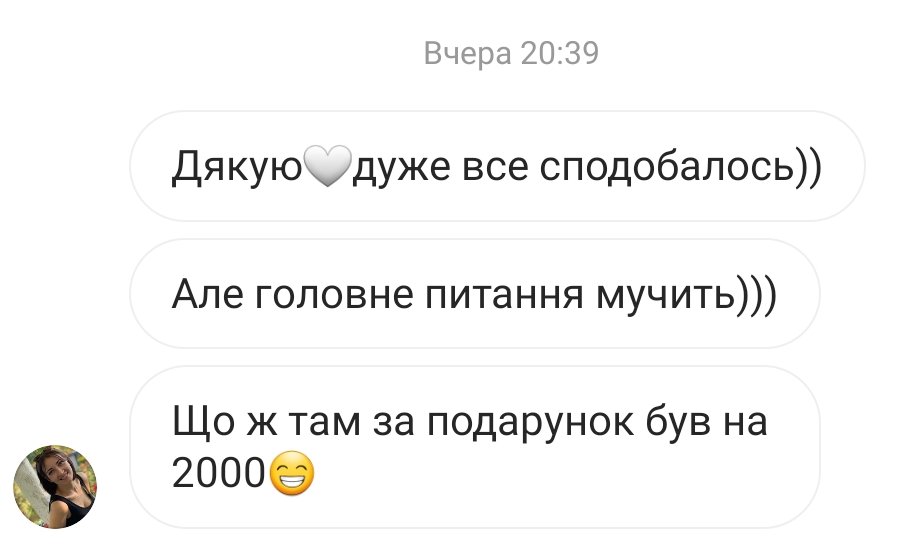 Вчера 20:39
Дякую🤍дуже все сподобалось))
Але головне питання мучить)))
Що ж там за подарунок був на
2000😁